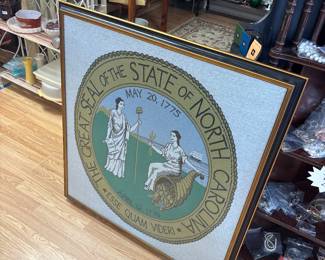 THE GREAT SEAL OF THE STATE OF NORTH CAROLINA
MAY 20, 1775
• ESSE QUAM VIDERI •